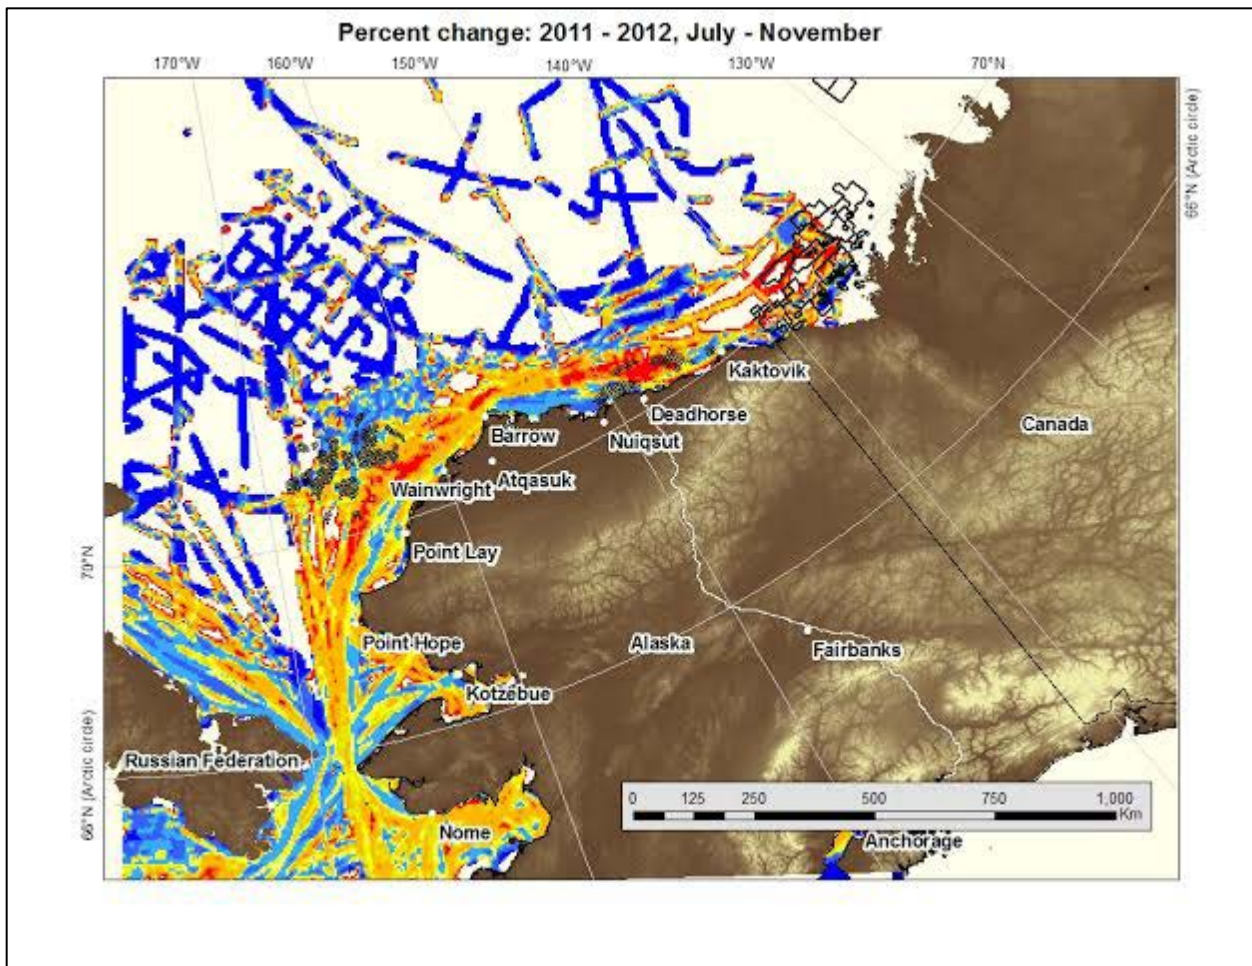 Percent change: 2011 - 2012, July - November
170°W 160°W 150°W 140°W 130°W 70°N
66°N (Arctic circle)
Kaktovik
Deadhorse
Canada
Barrow
Nuiqsut
Atqasuk
Wainwright
Point Lay
70°N
Point Hope
Alaska
Fairbanks
Kotzebue
Russian Federation
66°N (Arctic circle)
0 125 250 500 750 1,000
Km
Nome
Anchorage